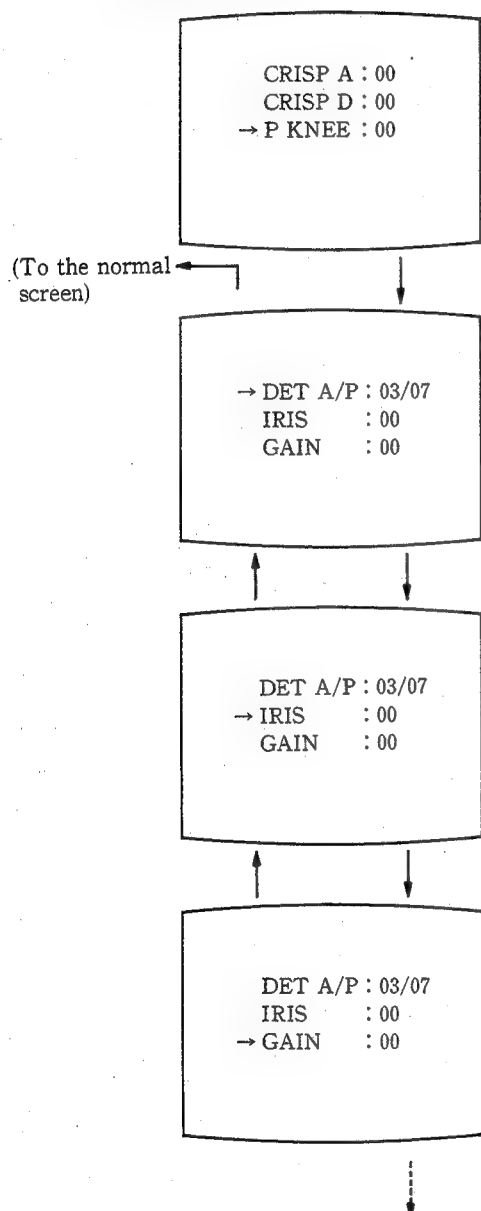 CRISP A : 00
CRISP D : 00
→ P KNEE : 00
(To the normal
screen)
→ DET A/P : 03/07
IRIS : 00
GAIN : 00
DET A/P : 03/07
→ IRIS : 00
GAIN : 00
DET A/P : 03/07
IRIS : 00
→ GAIN : 00